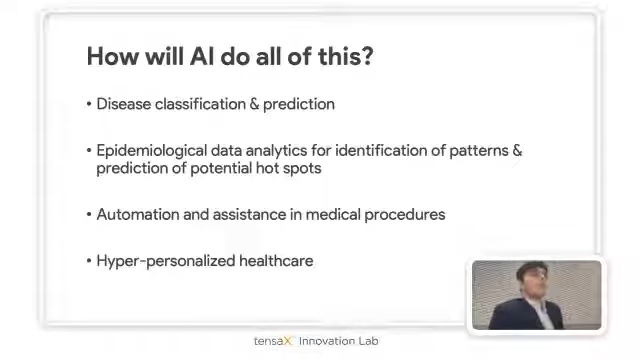 How will AI do all of this?
• Disease classification & prediction
• Epidemiological data analytics for identification of patterns &
prediction of potential hot spots
• Automation and assistance in medical procedures
• Hyper-personalized healthcare
tensaX Innovation Lab